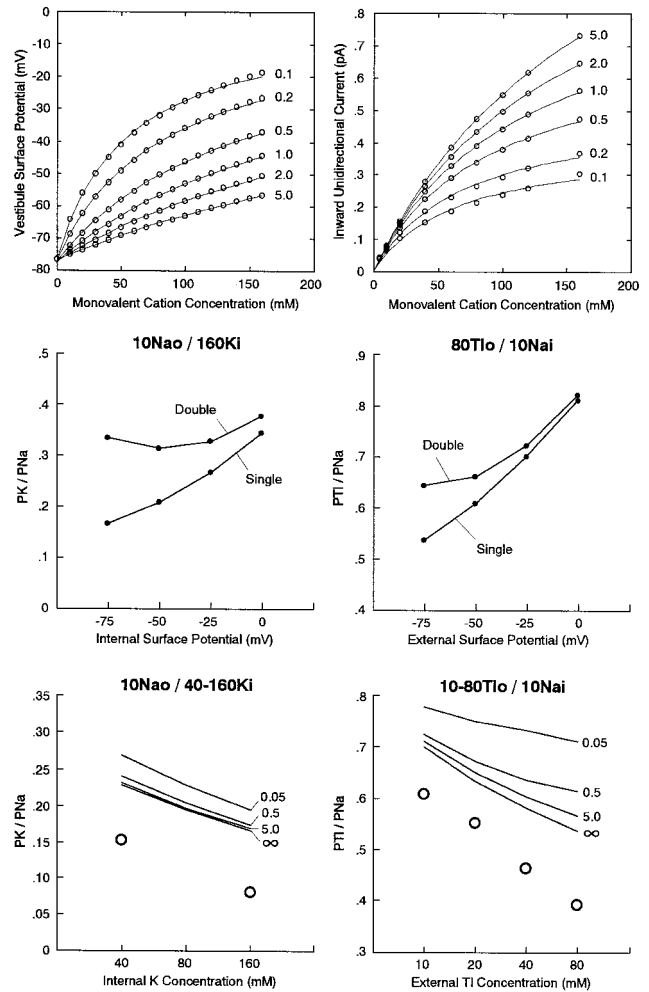 -0
-10
-20
-30
-40
-50
-60
-70
-80
0 50 100 150 200
Vestibule Surface Potential (mV)
Monovalent Cation Concentration (mM)
0.1
0.2
0.5
1.0
2.0
5.0
.8
.7
.6
.5
.4
.3
.2
.1
0
0 50 100 150 200
Inward Unidirectional Current (pA)
Monovalent Cation Concentration (mM)
5.0
2.0
1.0
0.5
0.2
0.1
10Nao / 160Ki
.5
.4
.3
.2
.1
0
PK / PNa
Double
Single
-75 -50 -25 0
Internal Surface Potential (mV)
80Tlo / 10Nai
.9
.8
.7
.6
.5
.4
PTl / PNa
Double
Single
-75 -50 -25 0
External Surface Potential (mV)
10Nao / 40-160Ki
.35
.30
.25
.20
.15
.10
.05
0
PK / PNa
0.05
0.5
5.0
∞
40 80 160
Internal K Concentration (mM)
10-80Tlo / 10Nai
.8
.7
.6
.5
.4
.3
PTl / PNa
0.05
0.5
5.0
∞
10 20 40 80
External Tl Concentration (mM)